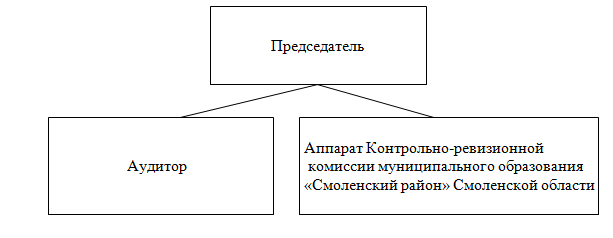 Председатель
Аудитор
Аппарат Контрольно-ревизионной
комиссии муниципального образования
«Смоленский район» Смоленской области